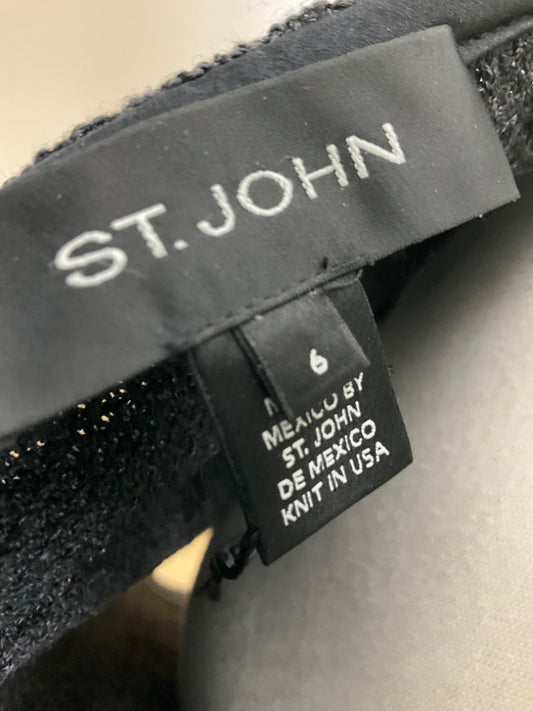 ST. JOHN
6
MEXICO BY
ST. JOHN
DE MEXICO
KNIT IN USA